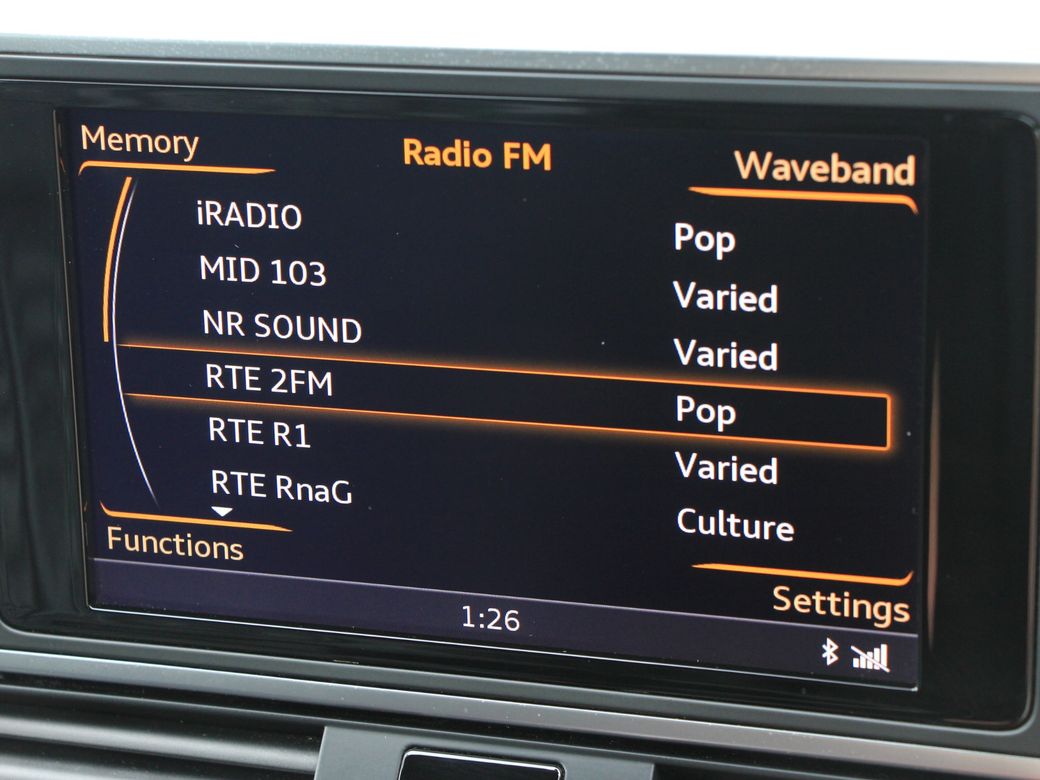 Memory
Radio FM
Waveband
iRADIO Pop
MID 103 Varied
NR SOUND Varied
RTE 2FM Pop
RTE R1 Varied
RTE RnaG Culture
Functions
Settings
1:26